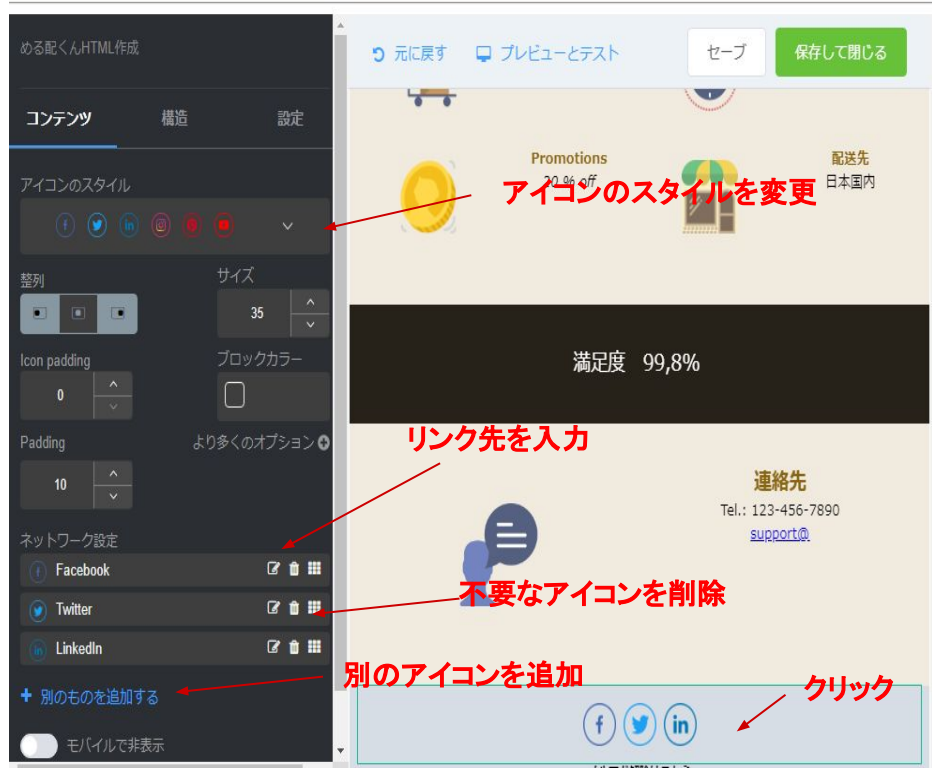 める配くんHTML作成
元に戻す
プレビューとテスト
セーブ
保存して閉じる
コンテンツ
構造
設定
アイコンのスタイル
整列
サイズ
35
Icon padding
0
ブロックカラー
Padding
より多くのオプション
10
ネットワーク設定
Facebook
Twitter
LinkedIn
別のものを追加する
モバイルで非表示
Promotions
20 % off
配送先
日本国内
アイコンのスタイルを変更
満足度 99,8%
リンク先を入力
連絡先
Tel.: 123-456-7890
support@
不要なアイコンを削除
別のアイコンを追加
クリック